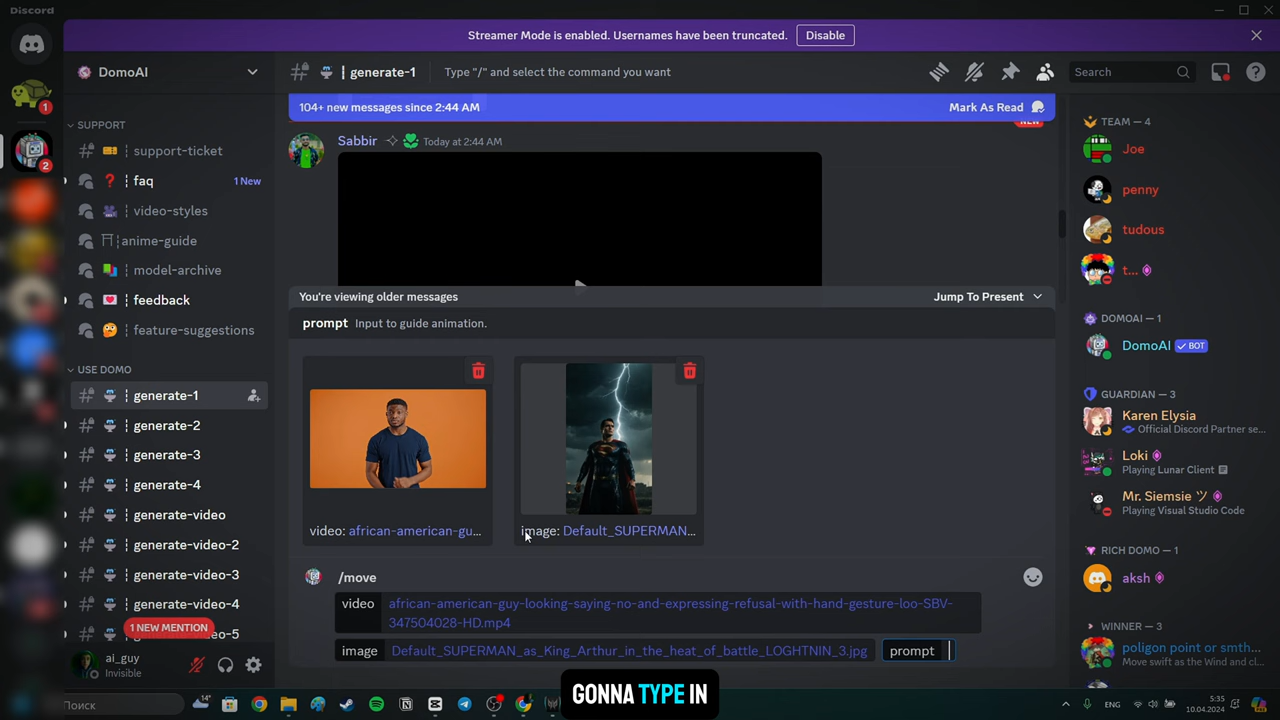 Discord
Streamer Mode is enabled. Usernames have been truncated.
Disable
DomoAI
generate-1
Type "/" and select the command you want
Search
104+ new messages since 2:44 AM
Mark As Read
NEW
SUPPORT
support-ticket
faq
1 New
video-styles
anime-guide
model-archive
feedback
feature-suggestions
USE DOMO
generate-1
generate-2
generate-3
generate-4
generate-video
generate-video-2
generate-video-3
generate-video-4
1 NEW MENTION
-5
ai_guy
Invisible
1
2
Sabbir
Today at 2:44 AM
You're viewing older messages
Jump To Present
prompt Input to guide animation.
video: african-american-gu...
image: Default_SUPERMAN...
/move
video african-american-guy-looking-saying-no-and-expressing-refusal-with-hand-gesture-loo-SBV-
347504028-HD.mp4
image Default_SUPERMAN_as_King_Arthur_in_the_heat_of_battle_LOGHTNIN_3.jpg prompt
TEAM — 4
Joe
penny
tudous
t...
DOMOAI — 1
DomoAI BOT
GUARDIAN — 3
Karen Elysia
Official Discord Partner se...
Loki
Playing Lunar Client
Mr. Siemsie ツ
Playing Visual Studio Code
RICH DOMO — 1
aksh
WINNER — 3
poligon point or smth...
Move swift as the Wind and cl...
GONNA TYPE IN
Поиск
14°
ENG
5:35
10.04.2024